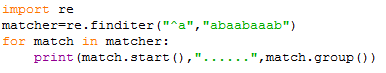 import re
matcher=re.finditer("^a","abaabaaab")
for match in matcher:
    print(match.start(),"......",match.group())